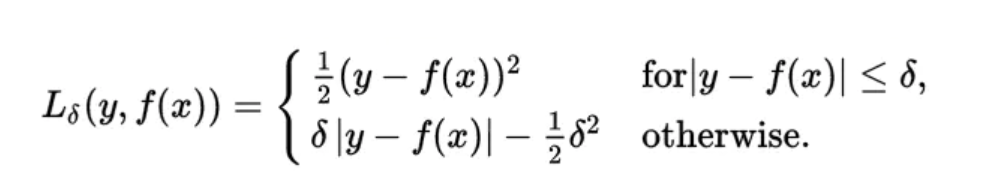 L_δ(y, f(x)) = { ½(y − f(x))² for|y − f(x)| ≤ δ,
δ|y − f(x)| − ½δ² otherwise.